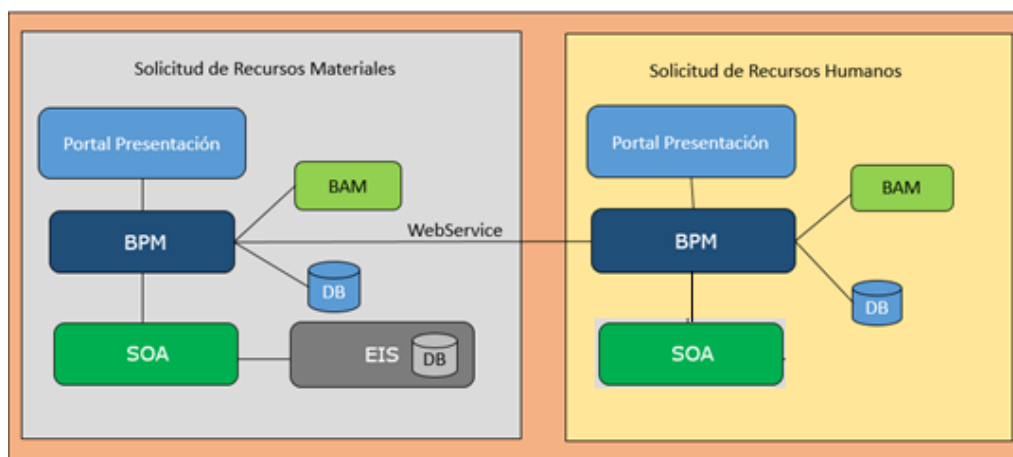 Solicitud de Recursos Materiales
Portal Presentación
BAM
BPM
WebService
DB
SOA
EIS
DB
Solicitud de Recursos Humanos
Portal Presentación
BAM
BPM
DB
SOA